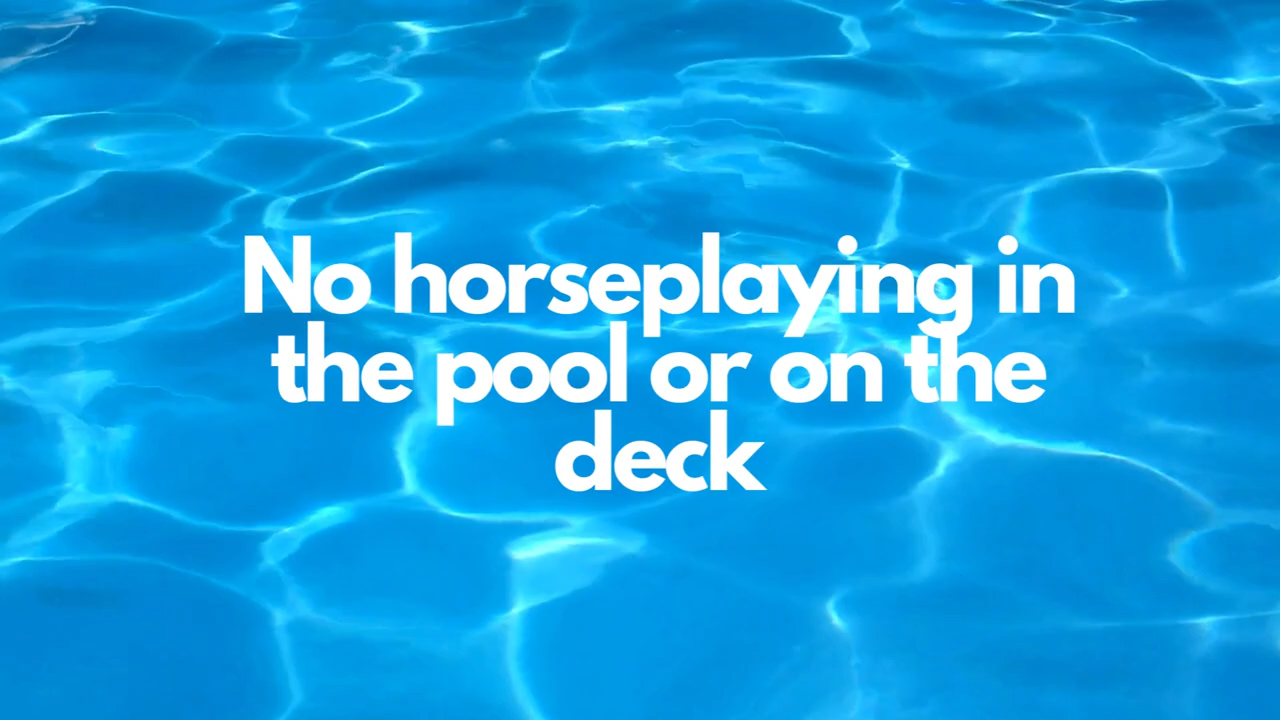 No horseplaying in
the pool or on the
deck